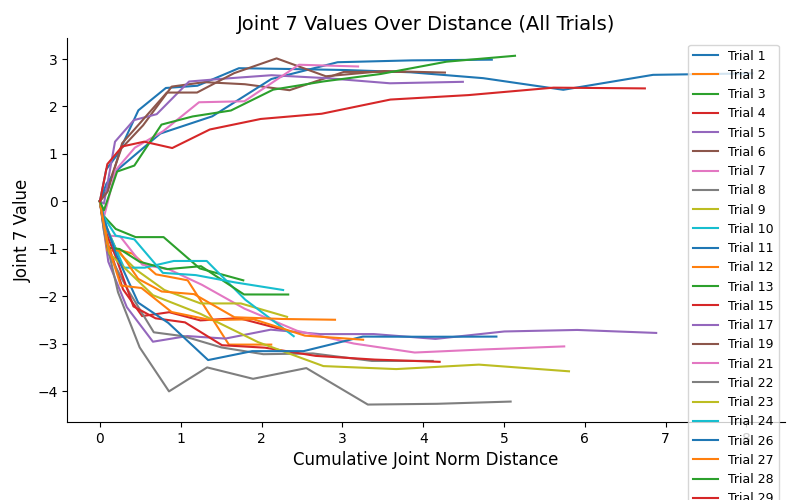 Joint 7 Values Over Distance (All Trials)
Joint 7 Value
3
2
1
0
−1
−2
−3
−4
0
1
2
3
4
5
6
7
Cumulative Joint Norm Distance
Trial 1
Trial 2
Trial 3
Trial 4
Trial 5
Trial 6
Trial 7
Trial 8
Trial 9
Trial 10
Trial 11
Trial 12
Trial 13
Trial 15
Trial 17
Trial 19
Trial 21
Trial 22
Trial 23
Trial 24
Trial 26
Trial 27
Trial 28
Trial 29